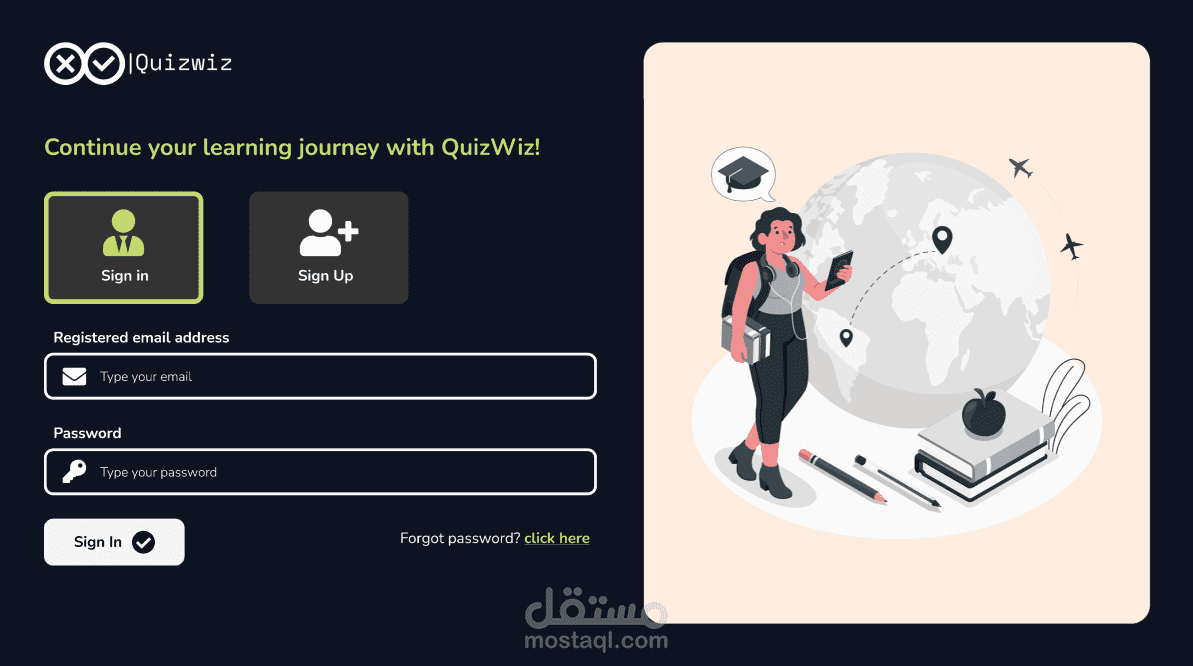 |Quizwiz
Continue your learning journey with QuizWiz!
Sign in
Sign Up
Registered email address
Type your email
Password
Type your password
Sign In
Forgot password? click here
مستقل
mostaql.com